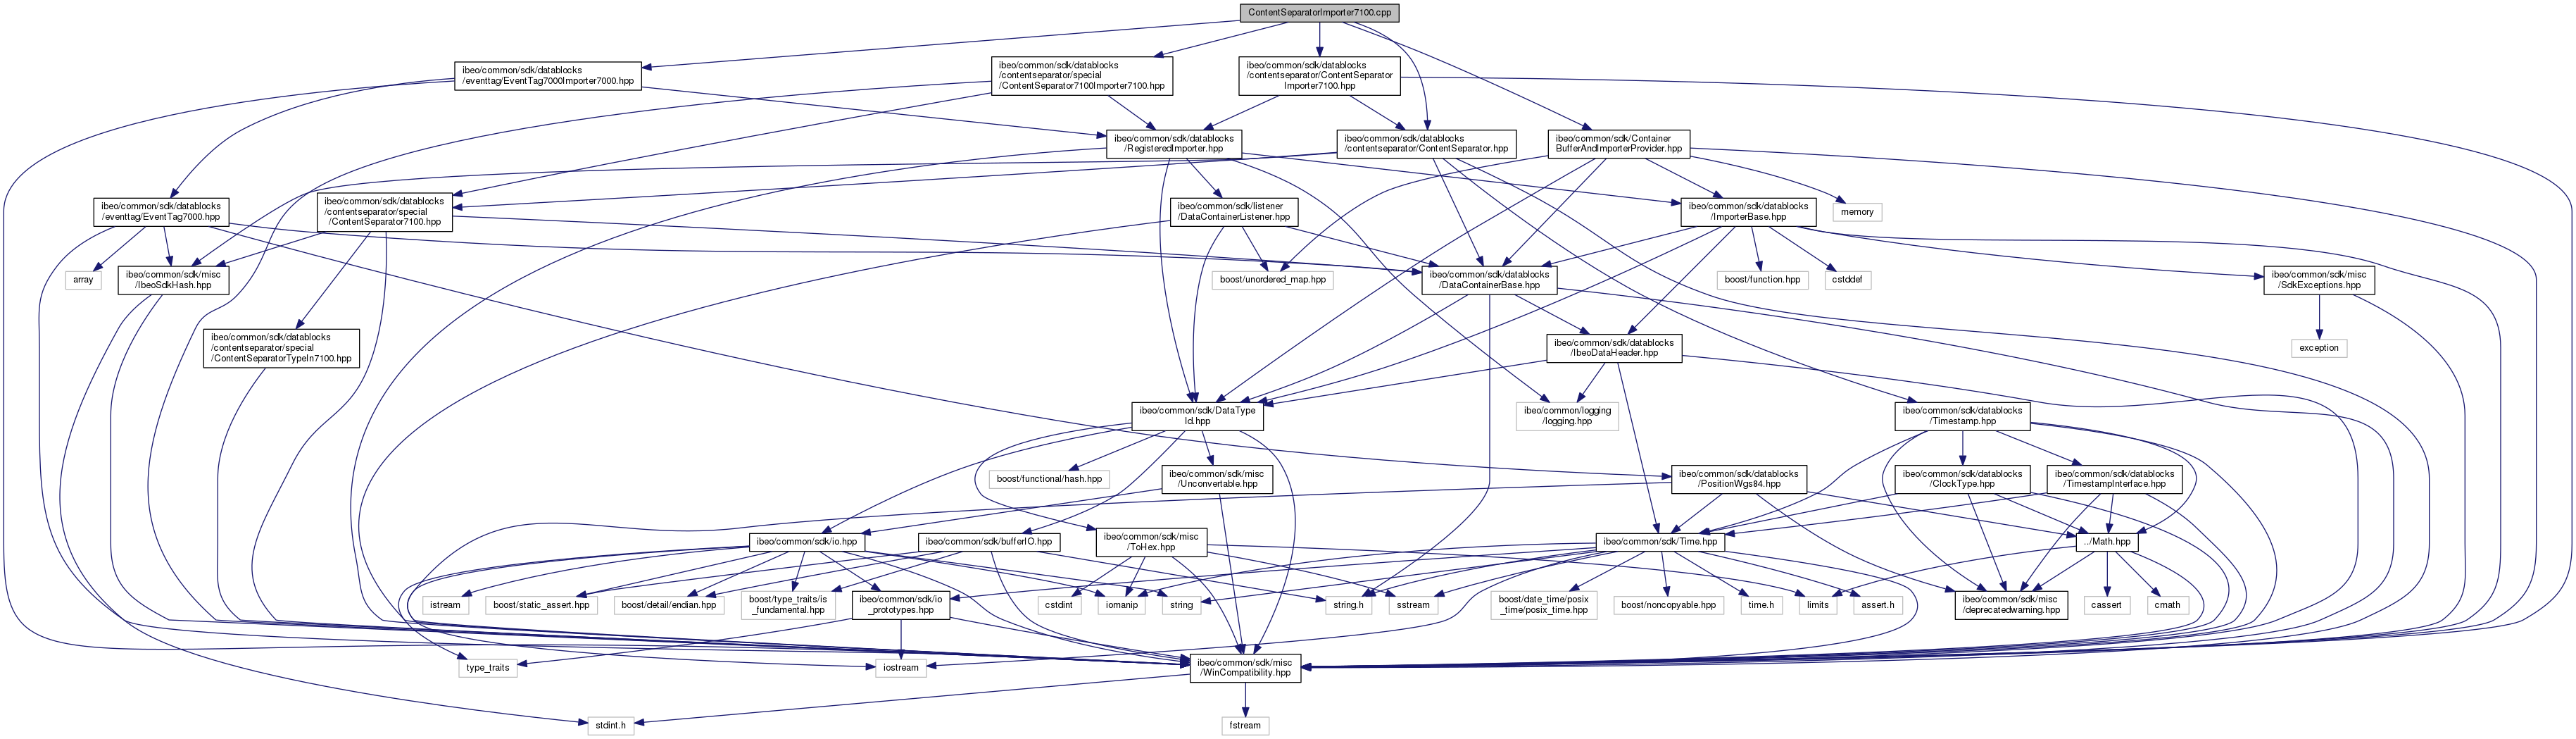 ContentSeparatorImporter7100.cpp
ibeo/common/sdk/datablocks
/eventtag/EventTag7000Importer7000.hpp
ibeo/common/sdk/datablocks
/contentseparator/special
/ContentSeparator7100Importer7100.hpp
ibeo/common/sdk/datablocks
/contentseparator/ContentSeparator
Importer7100.hpp
ibeo/common/sdk/datablocks
/RegisteredImporter.hpp
ibeo/common/sdk/datablocks
/contentseparator/ContentSeparator.hpp
ibeo/common/sdk/Container
BufferAndImporterProvider.hpp
ibeo/common/sdk/datablocks
/eventtag/EventTag7000.hpp
ibeo/common/sdk/datablocks
/contentseparator/special
/ContentSeparator7100.hpp
ibeo/common/sdk/listener
/DataContainerListener.hpp
ibeo/common/sdk/datablocks
/ImporterBase.hpp
memory
array
ibeo/common/sdk/misc
/IbeoSdkHash.hpp
boost/unordered_map.hpp
ibeo/common/sdk/datablocks
/DataContainerBase.hpp
boost/function.hpp
cstddef
ibeo/common/sdk/misc
/SdkExceptions.hpp
ibeo/common/sdk/datablocks
/contentseparator/special
/ContentSeparatorTypeIn7100.hpp
ibeo/common/sdk/datablocks
/IbeoDataHeader.hpp
exception
ibeo/common/sdk/DataType
Id.hpp
ibeo/common/logging
/logging.hpp
ibeo/common/sdk/datablocks
/Timestamp.hpp
boost/functional/hash.hpp
ibeo/common/sdk/misc
/Unconvertable.hpp
ibeo/common/sdk/datablocks
/PositionWgs84.hpp
ibeo/common/sdk/datablocks
/ClockType.hpp
ibeo/common/sdk/datablocks
/TimestampInterface.hpp
ibeo/common/sdk/io.hpp
ibeo/common/sdk/bufferIO.hpp
ibeo/common/sdk/misc
/ToHex.hpp
ibeo/common/sdk/Time.hpp
../Math.hpp
istream
boost/static_assert.hpp
boost/detail/endian.hpp
boost/type_traits/is
_fundamental.hpp
ibeo/common/sdk/io
_prototypes.hpp
cstdint
iomanip
string
string.h
sstream
boost/date_time/posix
_time/posix_time.hpp
boost/noncopyable.hpp
time.h
limits
assert.h
ibeo/common/sdk/misc
/deprecatedwarning.hpp
cassert
cmath
type_traits
iostream
ibeo/common/sdk/misc
/WinCompatibility.hpp
stdint.h
fstream